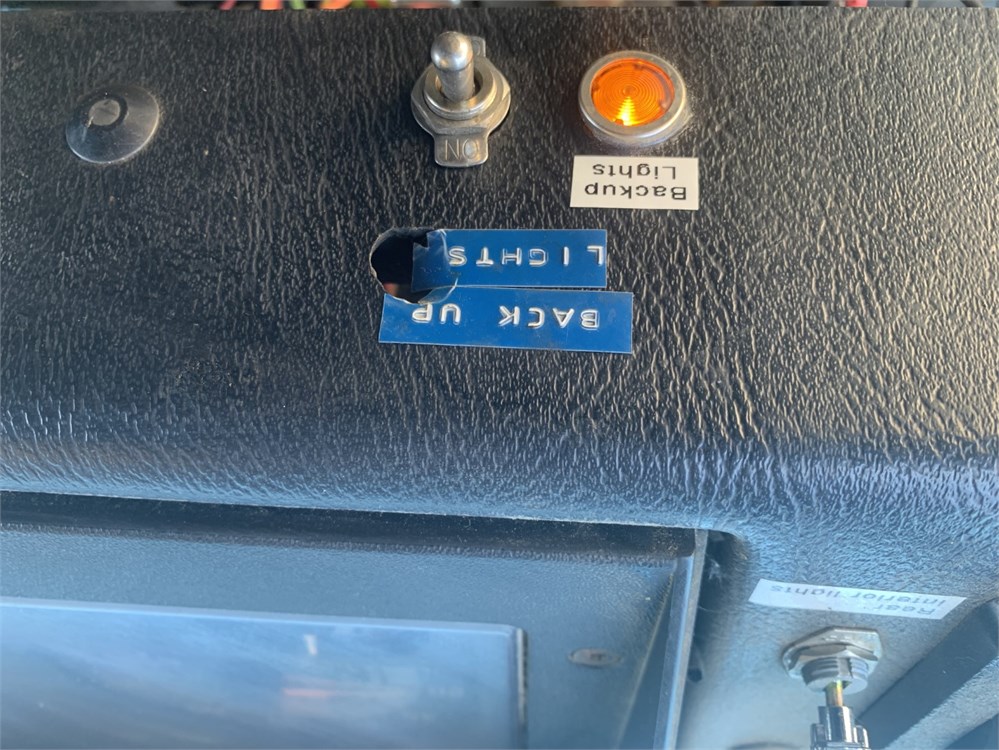 Rear
interior lights
BACK UP
LIGHTS
Backup
Lights
ON